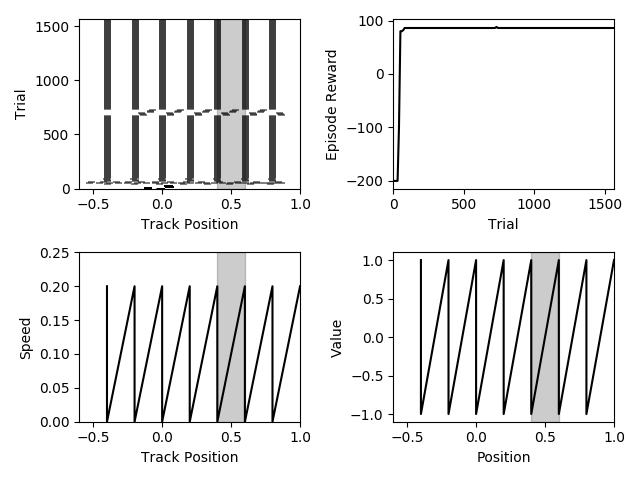 1500
1000
500
0
Trial
−0.5 0.0 0.5 1.0
Track Position
100
0
−100
−200
Episode Reward
0 500 1000 1500
Trial
0.25
0.20
0.15
0.10
0.05
0.00
Speed
−0.5 0.0 0.5 1.0
Track Position
1.0
0.5
0.0
−0.5
−1.0
Value
−0.5 0.0 0.5 1.0
Position